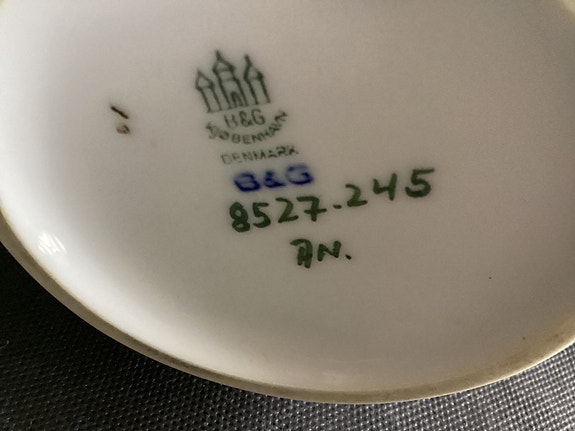 B&G
KJØBENHAVN
DENMARK
B&G
8527-245
AN.